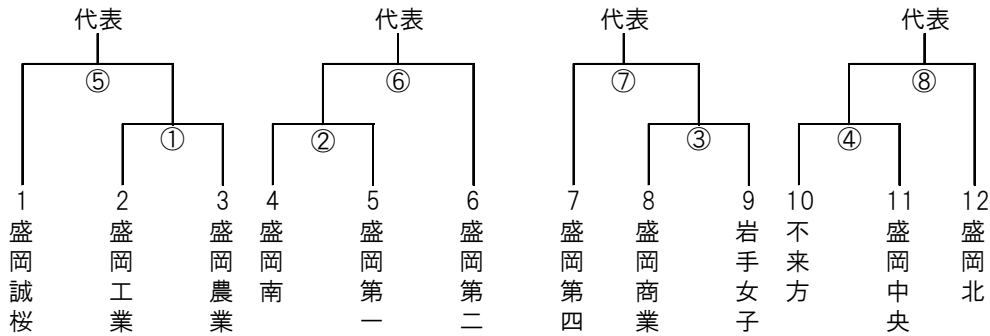 代表 代表 代表 代表
⑤ ⑥ ⑦ ⑧
① ② ③ ④
1 2 3 4 5 6 7 8 9 10 11 12
盛岡誠桜
盛岡工業
盛岡農業
盛岡南
盛岡第一
盛岡第二
盛岡第四
盛岡商業
岩手女子
不来方
盛岡中央
盛岡北